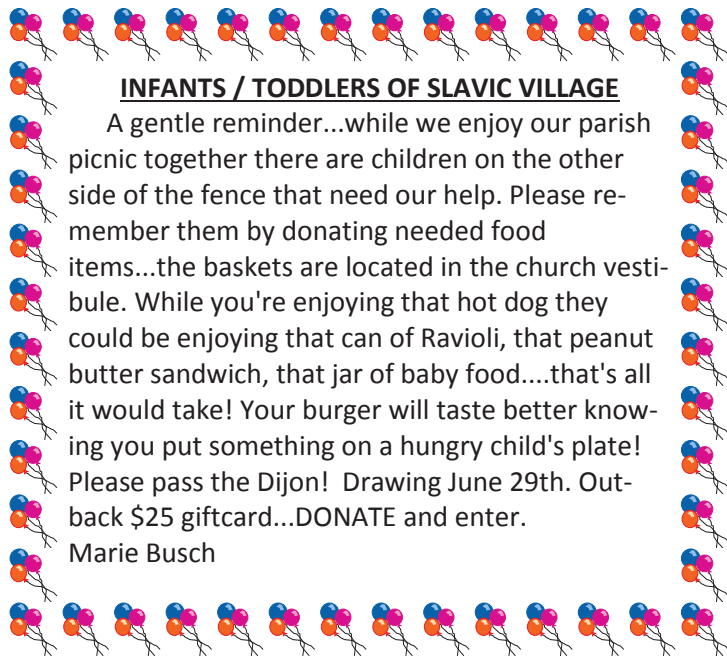 INFANTS / TODDLERS OF SLAVIC VILLAGE
A gentle reminder...while we enjoy our parish
picnic together there are children on the other
side of the fence that need our help. Please re-
member them by donating needed food
items...the baskets are located in the church vesti-
bule. While you're enjoying that hot dog they
could be enjoying that can of Ravioli, that peanut
butter sandwich, that jar of baby food....that's all
it would take! Your burger will taste better know-
ing you put something on a hungry child's plate!
Please pass the Dijon!  Drawing June 29th. Out-
back $25 giftcard...DONATE and enter.
Marie Busch